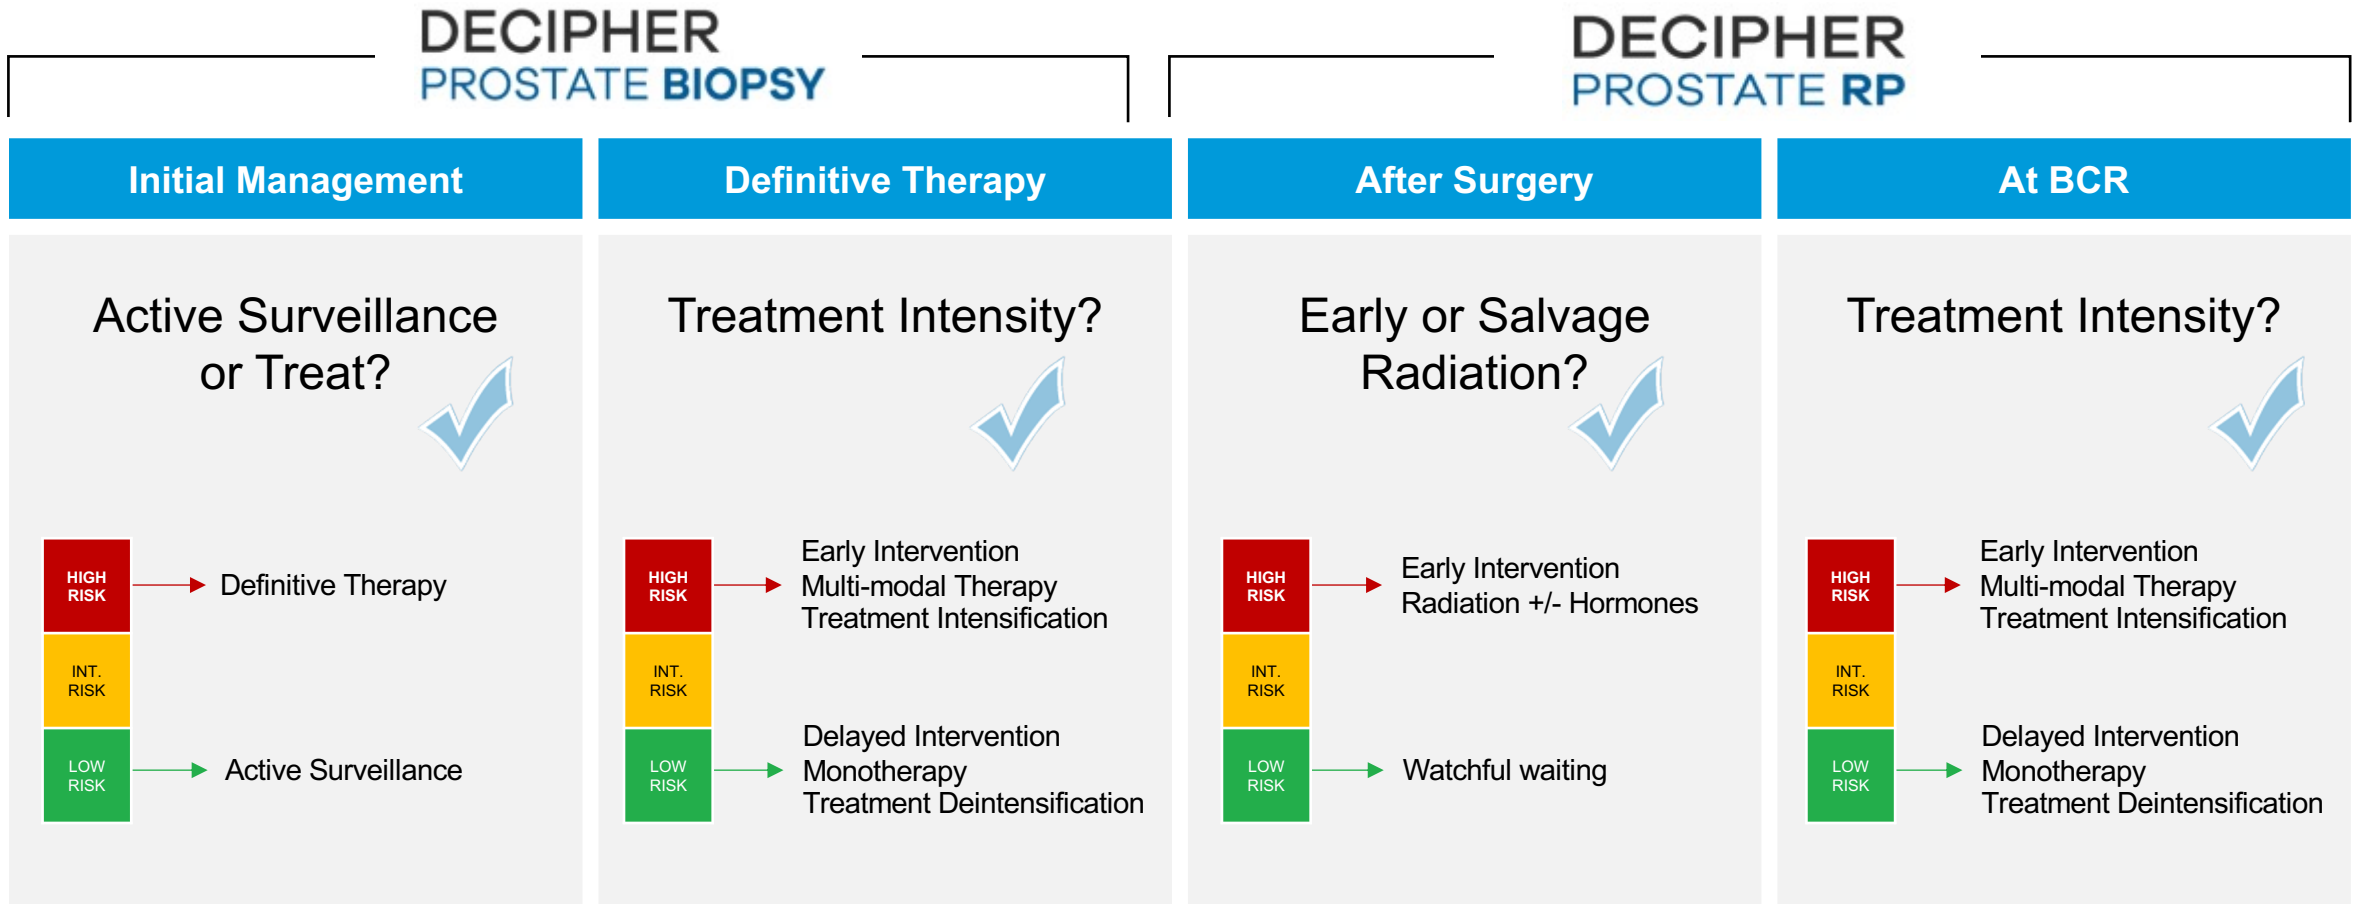 DECIPHER
PROSTATE BIOPSY
DECIPHER
PROSTATE RP
Initial Management
Definitive Therapy
After Surgery
At BCR
Active Surveillance
or Treat?
HIGH
RISK
Definitive Therapy
INT.
RISK
LOW
RISK
Active Surveillance
Treatment Intensity?
HIGH
RISK
Early Intervention
Multi-modal Therapy
Treatment Intensification
INT.
RISK
LOW
RISK
Delayed Intervention
Monotherapy
Treatment Deintensification
Early or Salvage
Radiation?
HIGH
RISK
Early Intervention
Radiation +/- Hormones
INT.
RISK
LOW
RISK
Watchful waiting
Treatment Intensity?
HIGH
RISK
Early Intervention
Multi-modal Therapy
Treatment Intensification
INT.
RISK
LOW
RISK
Delayed Intervention
Monotherapy
Treatment Deintensification